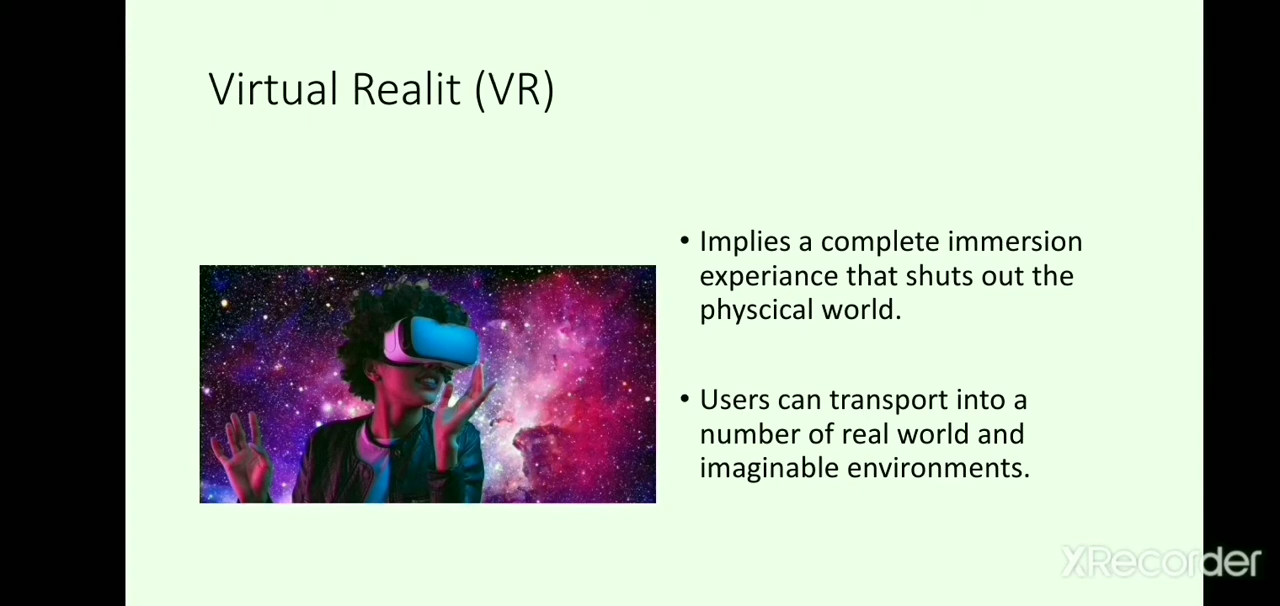 Virtual Realit (VR)
• Implies a complete immersion
experiance that shuts out the
physcical world.
• Users can transport into a
number of real world and
imaginable environments.
XRecorder